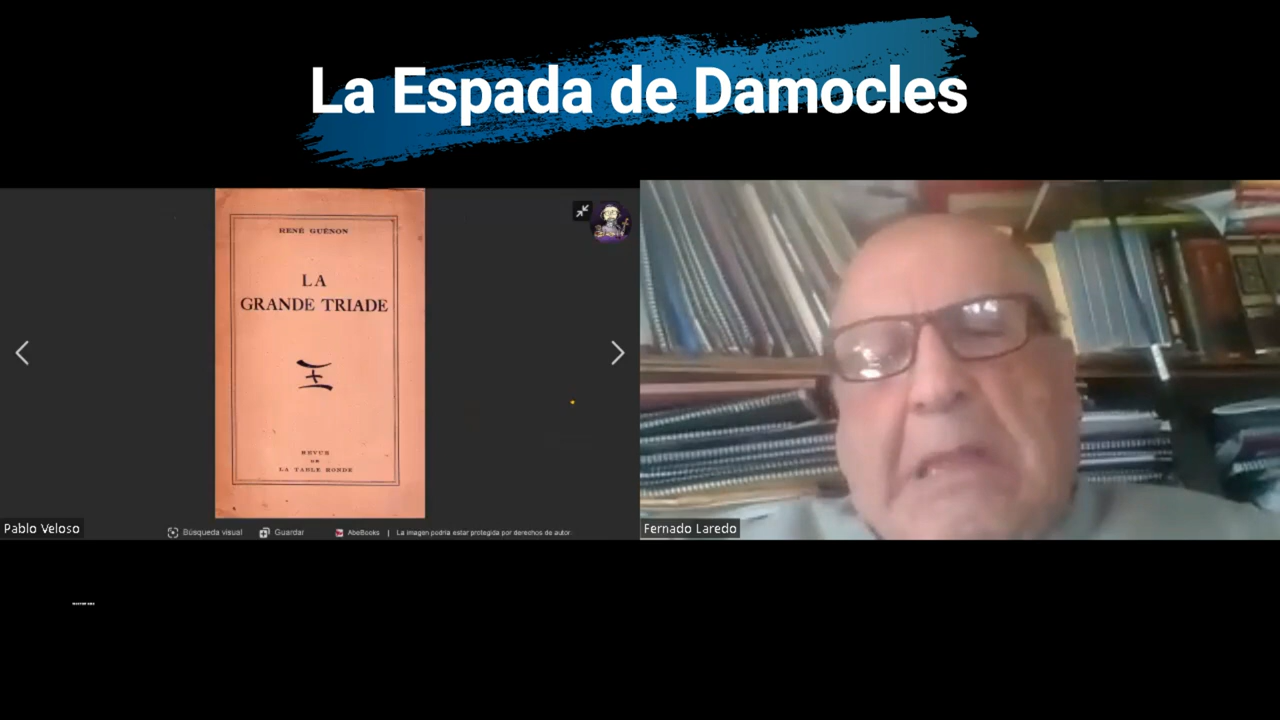 La Espada de Damocles
RENÉ GUÉNON
LA
GRANDE TRIADE
王
REVUE
DE
LA TABLE RONDE
Pablo Veloso
Búsqueda visual
Guardar
AbeBooks | La imagen podría estar protegida por derechos de autor.
Fernado Laredo